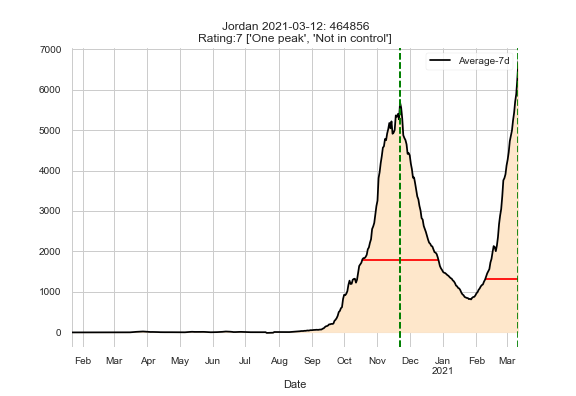 Jordan 2021-03-12: 464856
Rating:7 ['One peak', 'Not in control']
Average-7d
7000
6000
5000
4000
3000
2000
1000
0
Feb Mar Apr May Jun Jul Aug Sep Oct Nov Dec Jan Feb Mar
2021
Date